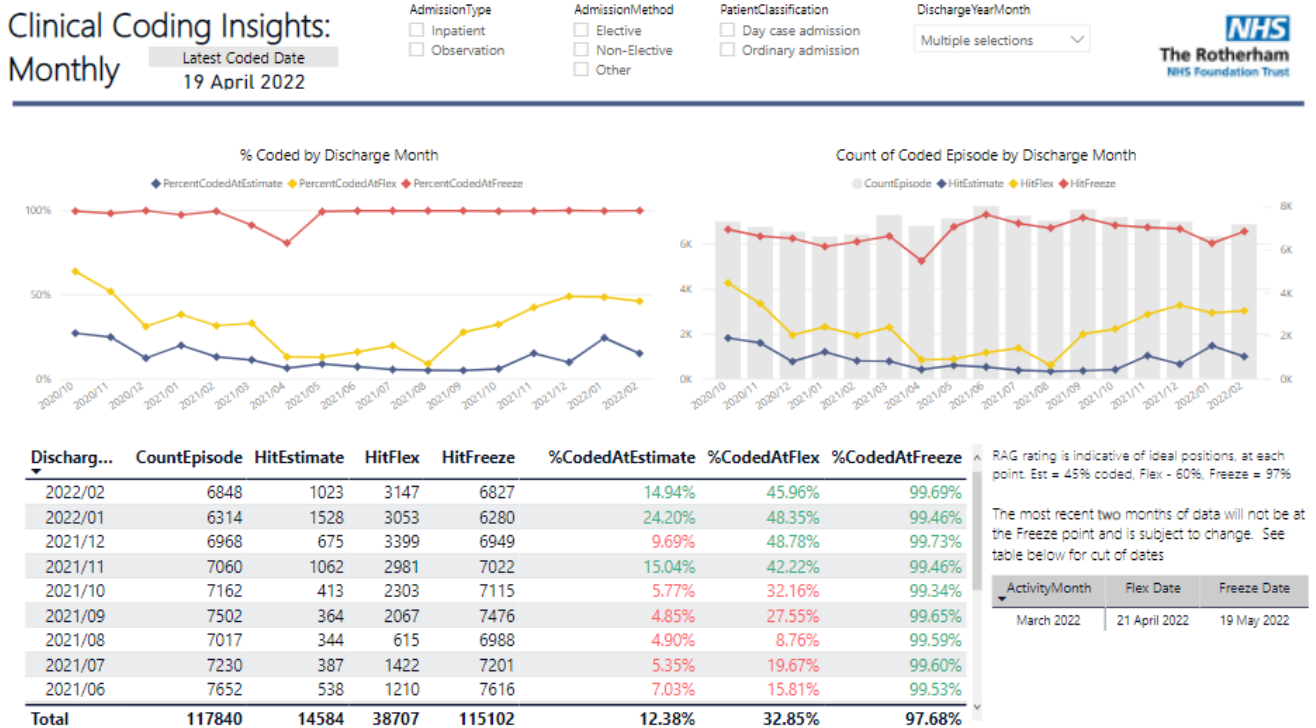 Clinical Coding Insights:
Monthly
Latest Coded Date
19 April 2022
AdmissionType
Inpatient
Observation
AdmissionMethod
Elective
Non-Elective
Other
PatientClassification
Day case admission
Ordinary admission
DischargeYearMonth
Multiple selections
NHS
The Rotherham
NHS Foundation Trust
% Coded by Discharge Month
PercentCodedAtEstimate PercentCodedAtFlex PercentCodedAtFreeze
100%
50%
0%
2020/10 2020/11 2020/12 2021/01 2021/02 2021/03 2021/04 2021/05 2021/06 2021/07 2021/08 2021/09 2021/10 2021/11 2021/12 2022/01 2022/02
Count of Coded Episode by Discharge Month
CountEpisode HitEstimate HitFlex HitFreeze
6K
4K
2K
0K
8K
6K
4K
2K
0K
2020/10 2020/11 2020/12 2021/01 2021/02 2021/03 2021/04 2021/05 2021/06 2021/07 2021/08 2021/09 2021/10 2021/11 2021/12 2022/01 2022/02
Discharg... CountEpisode HitEstimate HitFlex HitFreeze %CodedAtEstimate %CodedAtFlex %CodedAtFreeze
2022/02 6848 1023 3147 6827 14.94% 45.96% 99.69%
2022/01 6314 1528 3053 6280 24.20% 48.35% 99.46%
2021/12 6968 675 3399 6949 9.69% 48.78% 99.73%
2021/11 7060 1062 2981 7022 15.04% 42.22% 99.46%
2021/10 7162 413 2303 7115 5.77% 32.16% 99.34%
2021/09 7502 364 2067 7476 4.85% 27.55% 99.65%
2021/08 7017 344 615 6988 4.90% 8.76% 99.59%
2021/07 7230 387 1422 7201 5.35% 19.67% 99.60%
2021/06 7652 538 1210 7616 7.03% 15.81% 99.53%
Total 117840 14584 38707 115102 12.38% 32.85% 97.68%
RAG rating is indicative of ideal positions, at each
point. Est = 45% coded, Flex - 60%, Freeze = 97%
The most recent two months of data will not be at
the Freeze point and is subject to change. See
table below for cut of dates
ActivityMonth Flex Date Freeze Date
March 2022 21 April 2022 19 May 2022